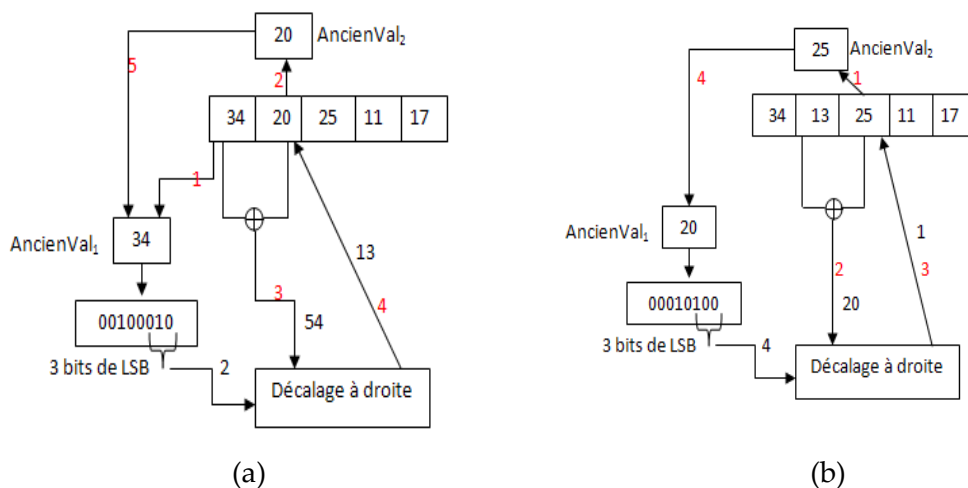 20 AncienVal₂
5
2
34 20 25 11 17
1
AncienVal₁ 34
13
3
4
00100010
54
3 bits de LSB 2
Décalage à droite
(a)
25 AncienVal₂
4
1
34 13 25 11 17
AncienVal₁ 20
1
2
3
00010100
20
3 bits de LSB 4
Décalage à droite
(b)